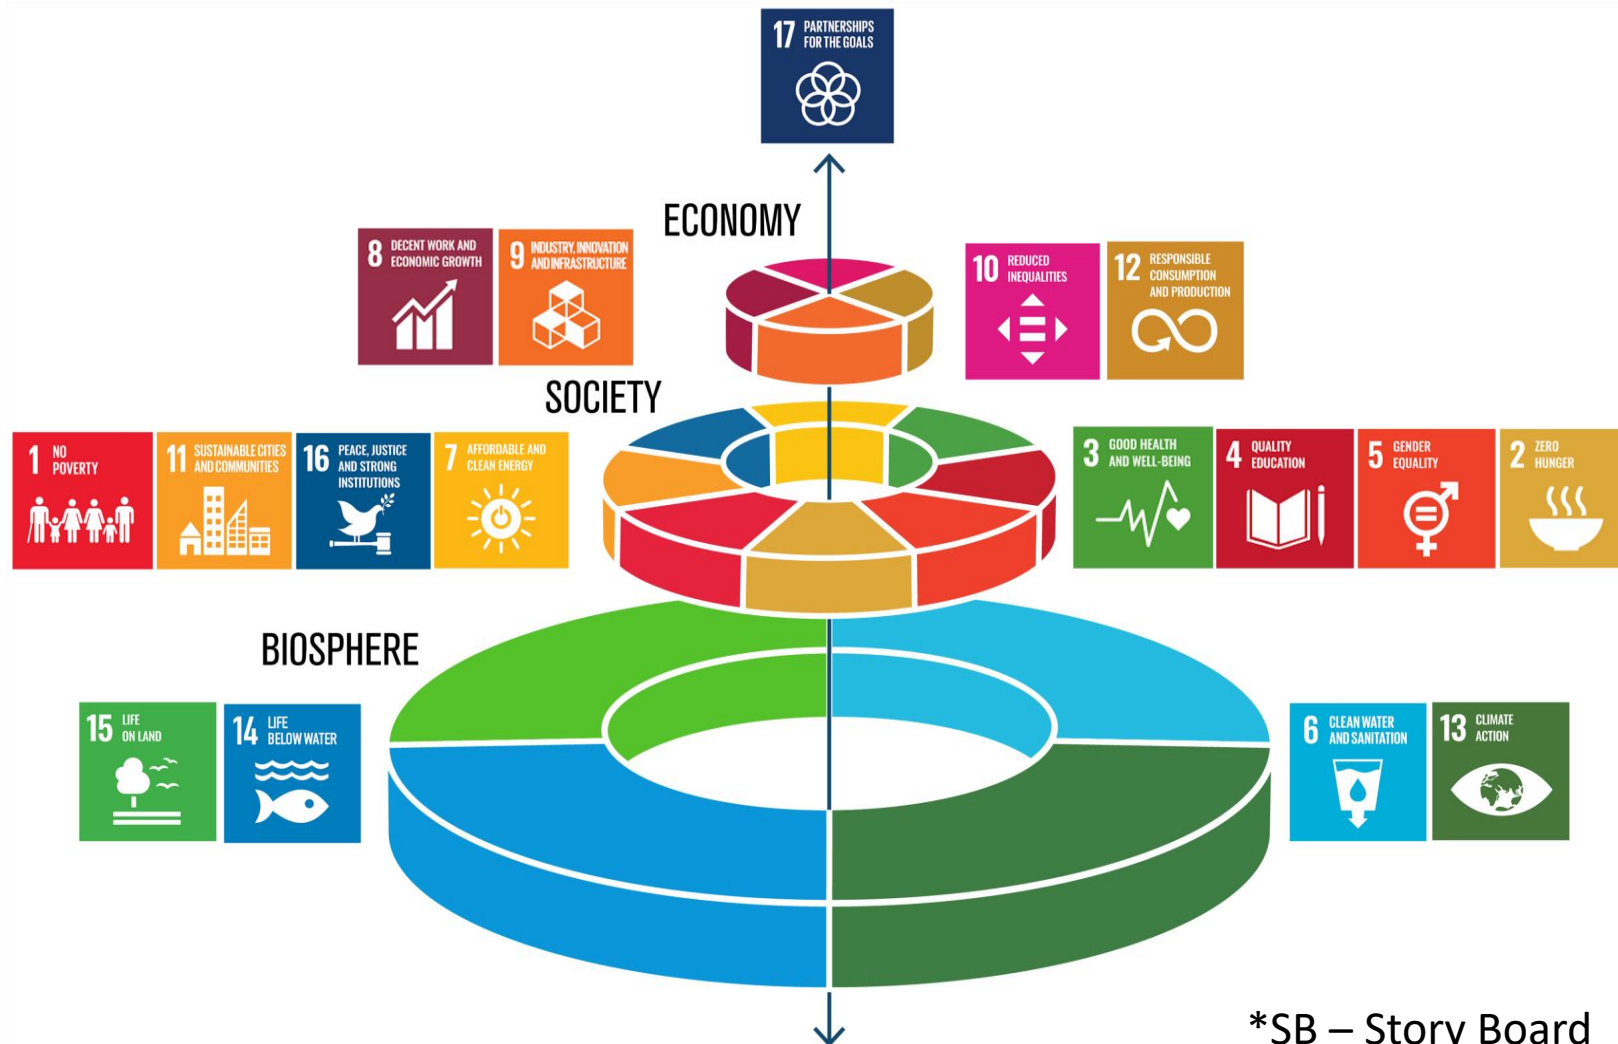 17 PARTNERSHIPS
FOR THE GOALS
ECONOMY
8 DECENT WORK AND
ECONOMIC GROWTH
9 INDUSTRY, INNOVATION
AND INFRASTRUCTURE
10 REDUCED
INEQUALITIES
12 RESPONSIBLE
CONSUMPTION
AND PRODUCTION
SOCIETY
1 NO
POVERTY
11 SUSTAINABLE CITIES
AND COMMUNITIES
16 PEACE, JUSTICE
AND STRONG
INSTITUTIONS
7 AFFORDABLE AND
CLEAN ENERGY
3 GOOD HEALTH
AND WELL-BEING
4 QUALITY
EDUCATION
5 GENDER
EQUALITY
2 ZERO
HUNGER
BIOSPHERE
15 LIFE
ON LAND
14 LIFE
BELOW WATER
6 CLEAN WATER
AND SANITATION
13 CLIMATE
ACTION
*SB – Story Board